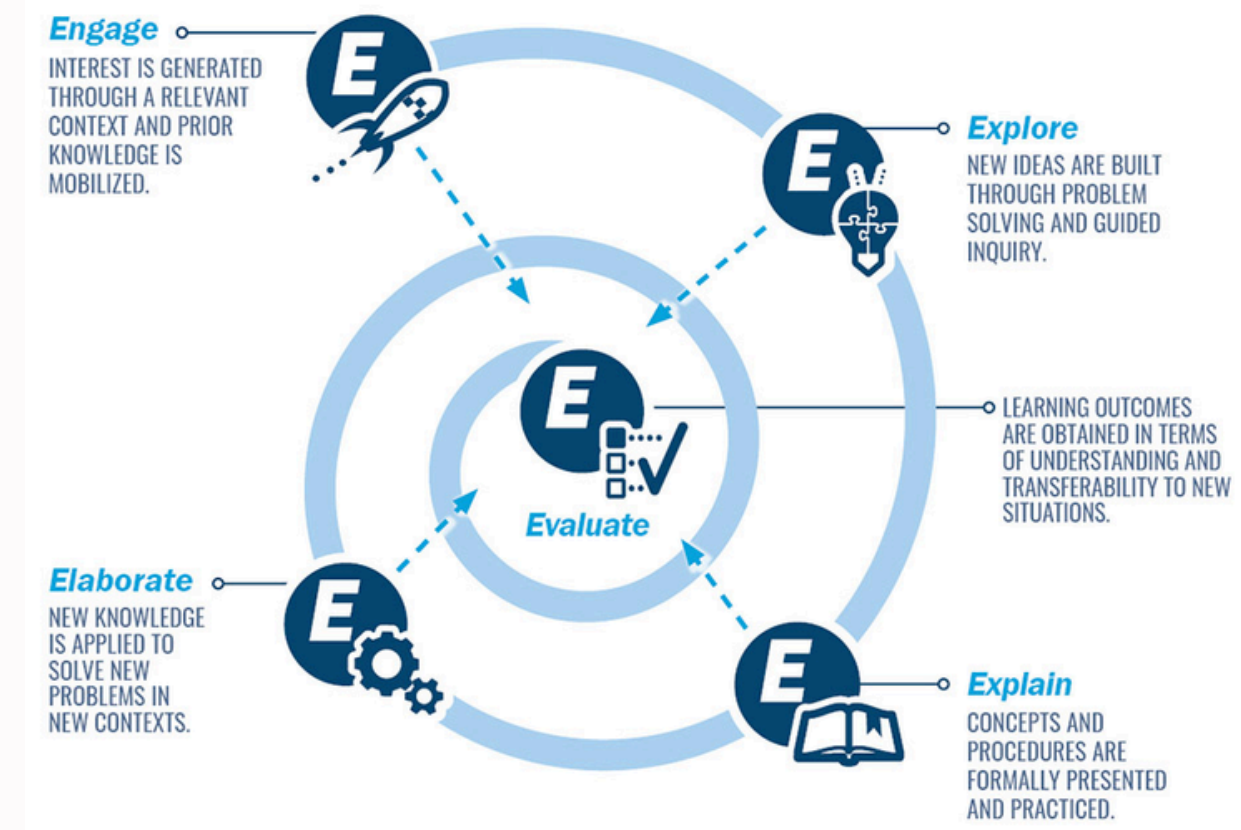 Engage
INTEREST IS GENERATED
THROUGH A RELEVANT
CONTEXT AND PRIOR
KNOWLEDGE IS
MOBILIZED.
E
E
Explore
NEW IDEAS ARE BUILT
THROUGH PROBLEM
SOLVING AND GUIDED
INQUIRY.
E
Evaluate
LEARNING OUTCOMES
ARE OBTAINED IN TERMS
OF UNDERSTANDING AND
TRANSFERABILITY TO NEW
SITUATIONS.
Elaborate
NEW KNOWLEDGE
IS APPLIED TO
SOLVE NEW
PROBLEMS IN
NEW CONTEXTS.
E
E
Explain
CONCEPTS AND
PROCEDURES ARE
FORMALLY PRESENTED
AND PRACTICED.